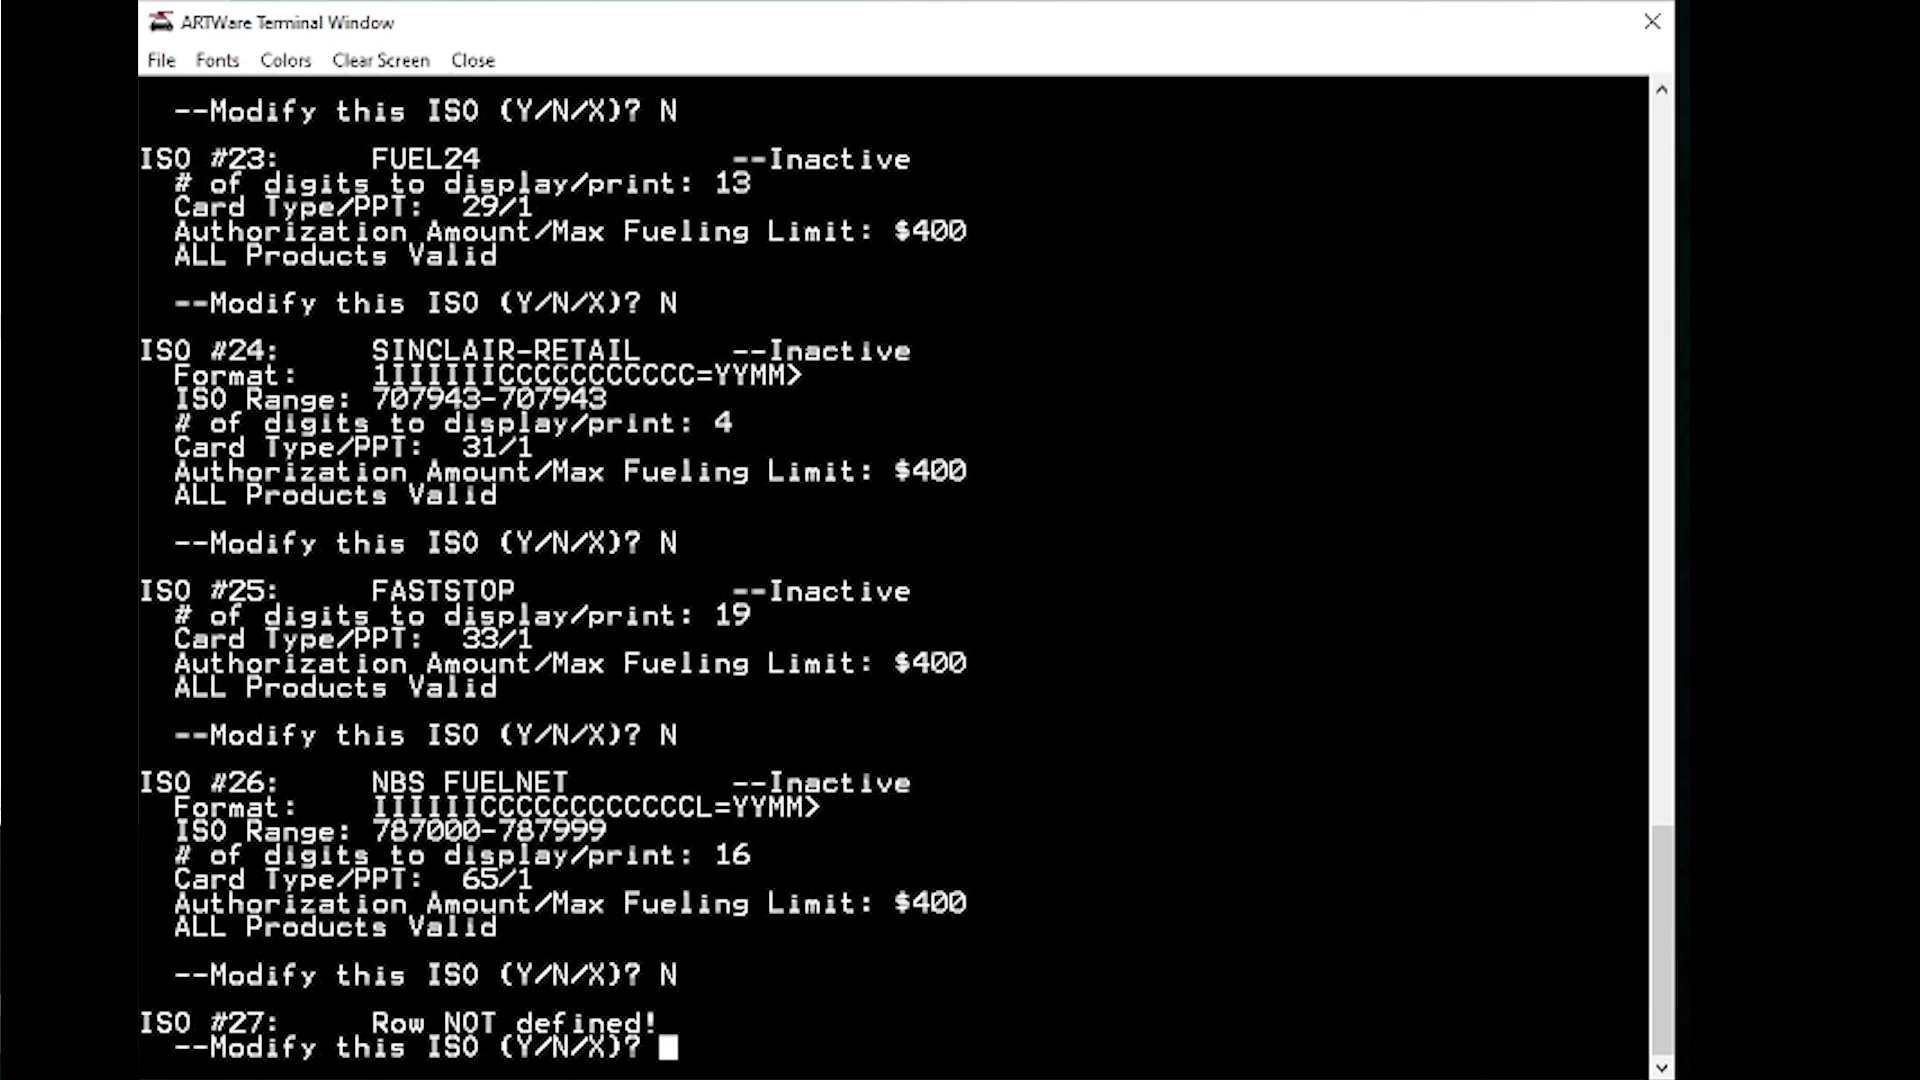 ARTWare Terminal Window
File Fonts Colors Clear Screen Close
--Modify this ISO (Y/N/X)? N
ISO #23: FUEL24 --Inactive
# of digits to display/print: 13
Card Type/PPT: 29/1
Authorization Amount/Max Fueling Limit: $400
ALL Products Valid
--Modify this ISO (Y/N/X)? N
ISO #24: SINCLAIR-RETAIL --Inactive
Format: 1IIIIIICCCCCCCCCCC=YYMM>
ISO Range: 707943-707943
# of digits to display/print: 4
Card Type/PPT: 31/1
Authorization Amount/Max Fueling Limit: $400
ALL Products Valid
--Modify this ISO (Y/N/X)? N
ISO #25: FASTSTOP --Inactive
# of digits to display/print: 19
Card Type/PPT: 33/1
Authorization Amount/Max Fueling Limit: $400
ALL Products Valid
--Modify this ISO (Y/N/X)? N
ISO #26: NBS FUELNET --Inactive
Format: IIIIIICCCCCCCCCCCCL=YYMM>
ISO Range: 787000-787999
# of digits to display/print: 16
Card Type/PPT: 65/1
Authorization Amount/Max Fueling Limit: $400
ALL Products Valid
--Modify this ISO (Y/N/X)? N
ISO #27: Row NOT defined!
--Modify this ISO (Y/N/X)?